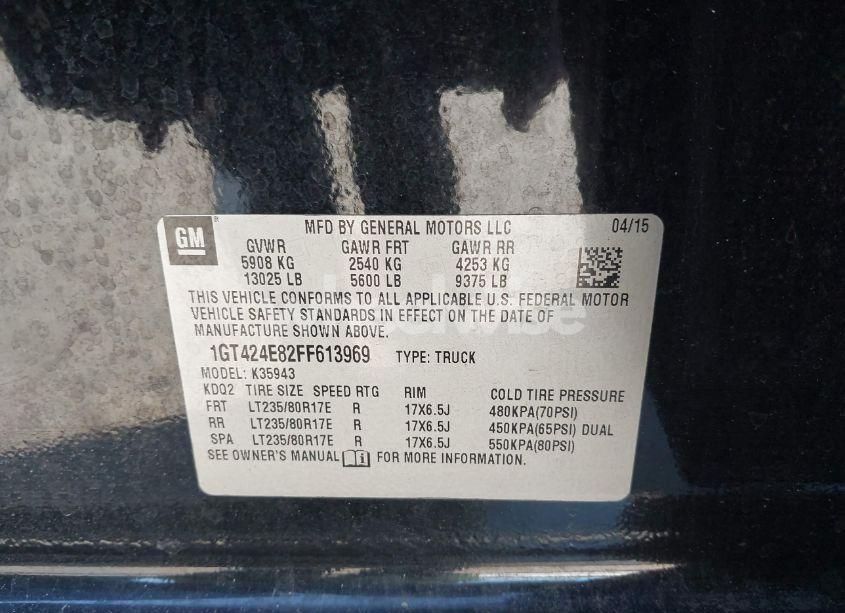 GM
MFD BY GENERAL MOTORS LLC 04/15
GVWR GAWR FRT GAWR RR
5908 KG 2540 KG 4253 KG
13025 LB 5600 LB 9375 LB
THIS VEHICLE CONFORMS TO ALL APPLICABLE U.S. FEDERAL MOTOR
VEHICLE SAFETY STANDARDS IN EFFECT ON THE DATE OF
MANUFACTURE SHOWN ABOVE.
1GT424E82FF613969 TYPE: TRUCK
MODEL: K35943
KDQ2 TIRE SIZE SPEED RTG RIM COLD TIRE PRESSURE
FRT LT235/80R17E R 17X6.5J 480KPA(70PSI)
RR LT235/80R17E R 17X6.5J 450KPA(65PSI) DUAL
SPA LT235/80R17E R 17X6.5J 550KPA(80PSI)
SEE OWNER'S MANUAL FOR MORE INFORMATION.